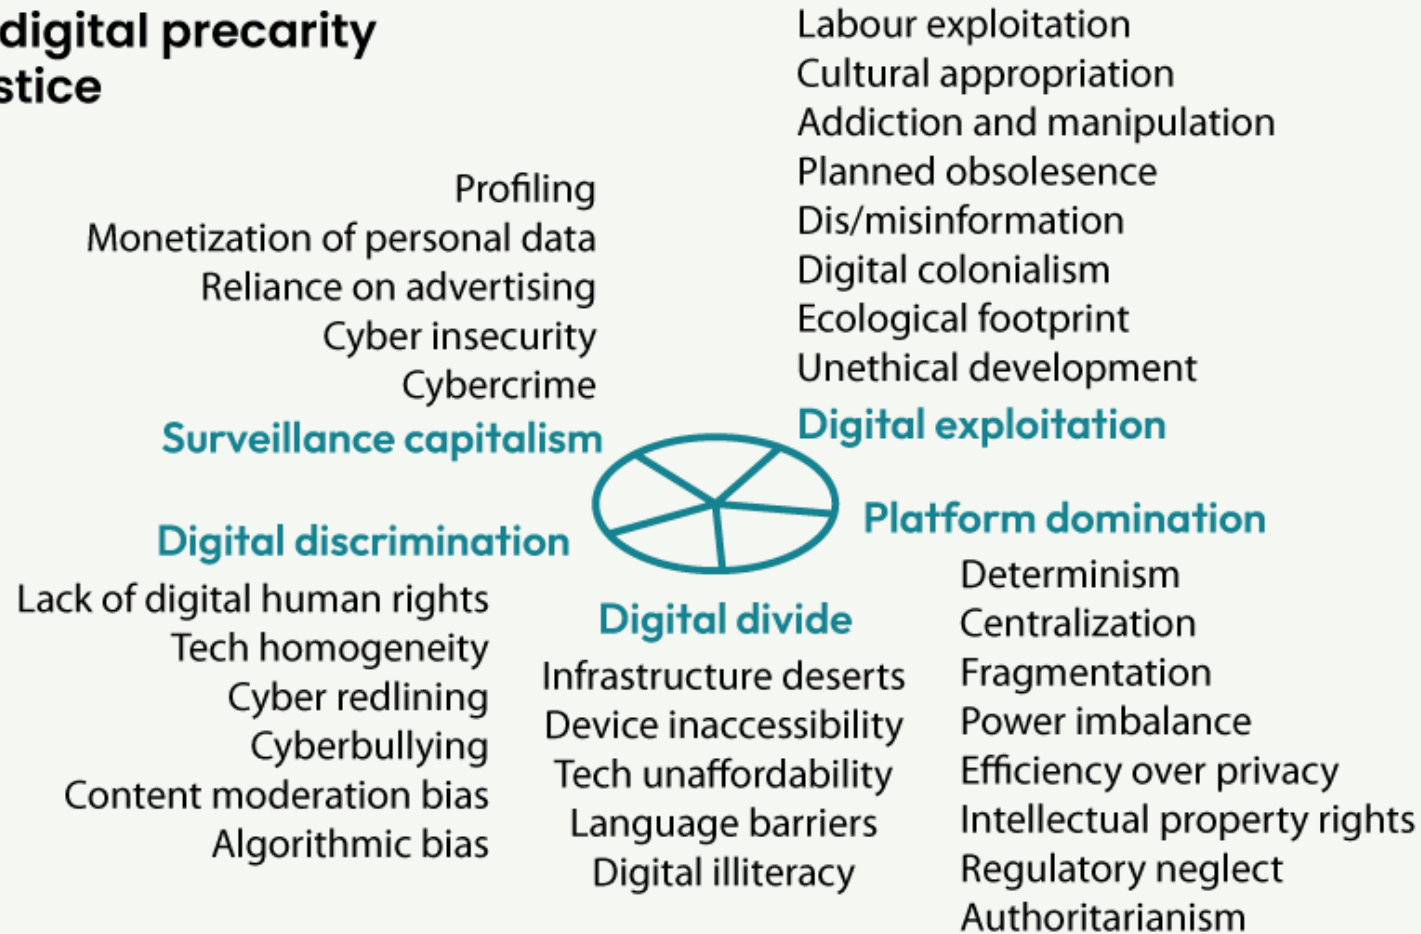 digital precarity
stice
Profiling
Monetization of personal data
Reliance on advertising
Cyber insecurity
Cybercrime
Surveillance capitalism
Labour exploitation
Cultural appropriation
Addiction and manipulation
Planned obsolesence
Dis/misinformation
Digital colonialism
Ecological footprint
Unethical development
Digital exploitation
Digital discrimination
Lack of digital human rights
Tech homogeneity
Cyber redlining
Cyberbullying
Content moderation bias
Algorithmic bias
Digital divide
Infrastructure deserts
Device inaccessibility
Tech unaffordability
Language barriers
Digital illiteracy
Platform domination
Determinism
Centralization
Fragmentation
Power imbalance
Efficiency over privacy
Intellectual property rights
Regulatory neglect
Authoritarianism